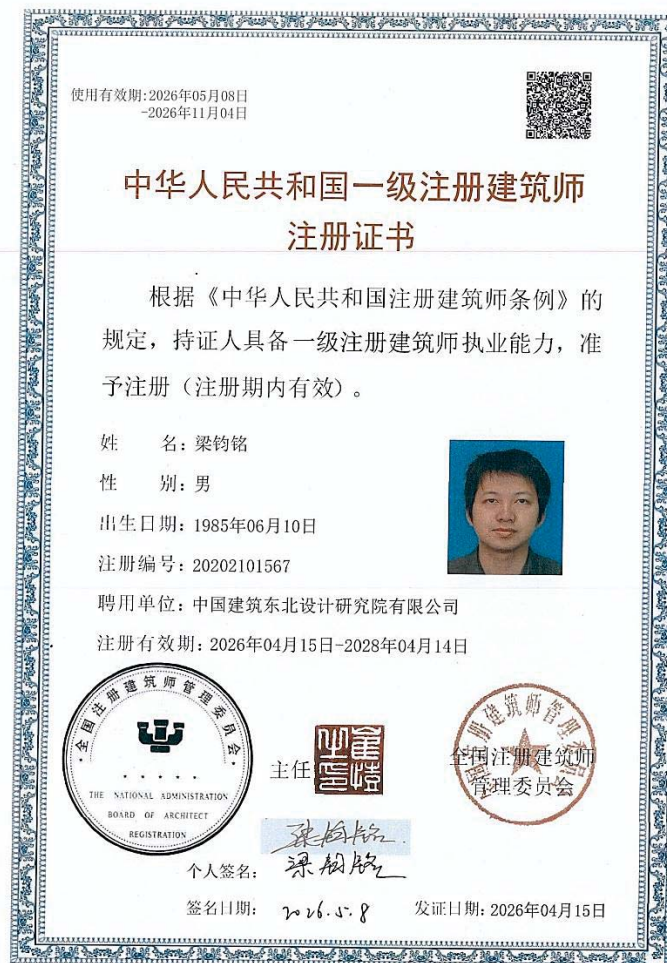 使用有效期:2026年05月08日
-2026年11月04日
中华人民共和国一级注册建筑师
注册证书
根据《中华人民共和国注册建筑师条例》的
规定，持证人具备一级注册建筑师执业能力，准
予注册（注册期内有效）。
姓 名：梁钧铭
性 别：男
出生日期：1985年06月10日
注册编号：20202101567
聘用单位：中国建筑东北设计研究院有限公司
注册有效期：2026年04月15日-2028年04月14日
·全国注册建筑师管理委员会·
THE NATIONAL ADMINISTRATION
BOARD OF ARCHITECT
REGISTRATION
主任
全国注册建筑师
管理委员会
梁钧铭
个人签名： 梁钧铭
签名日期： 2026.5.8
发证日期：2026年04月15日